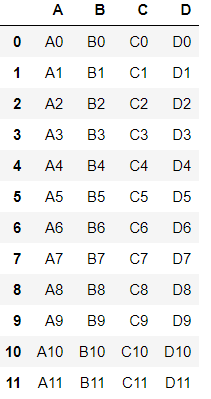 A B C D
0 A0 B0 C0 D0
1 A1 B1 C1 D1
2 A2 B2 C2 D2
3 A3 B3 C3 D3
4 A4 B4 C4 D4
5 A5 B5 C5 D5
6 A6 B6 C6 D6
7 A7 B7 C7 D7
8 A8 B8 C8 D8
9 A9 B9 C9 D9
10 A10 B10 C10 D10
11 A11 B11 C11 D11